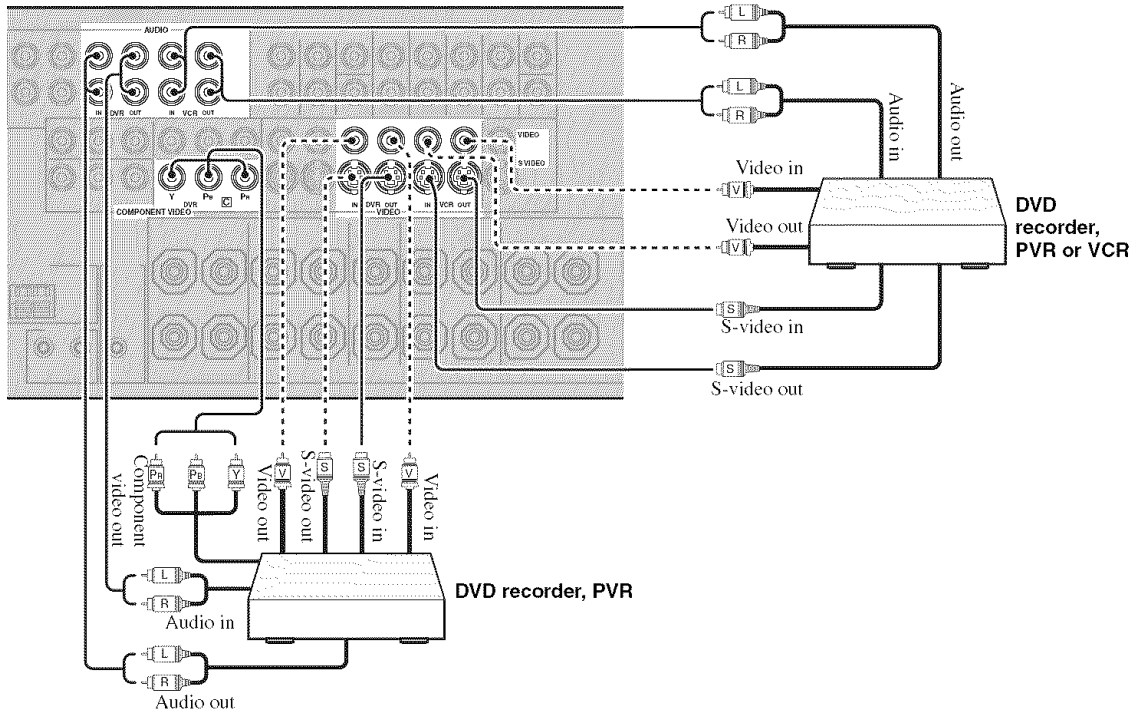 L
R
AUDIO
L
R
IN DVR OUT IN VCR OUT
Audio in
Audio out
VIDEO
S VIDEO
Video in
V
Y PB PR
DVR C
COMPONENT VIDEO
IN DVR OUT IN VCR OUT
VIDEO
Video out
V
DVD
recorder,
PVR or VCR
S
S-video in
S
S-video out
PR PB Y V S S V
Component
video out
Video out
S-video out
S-video in
Video in
L
R
Audio in
DVD recorder, PVR
L
R
Audio out